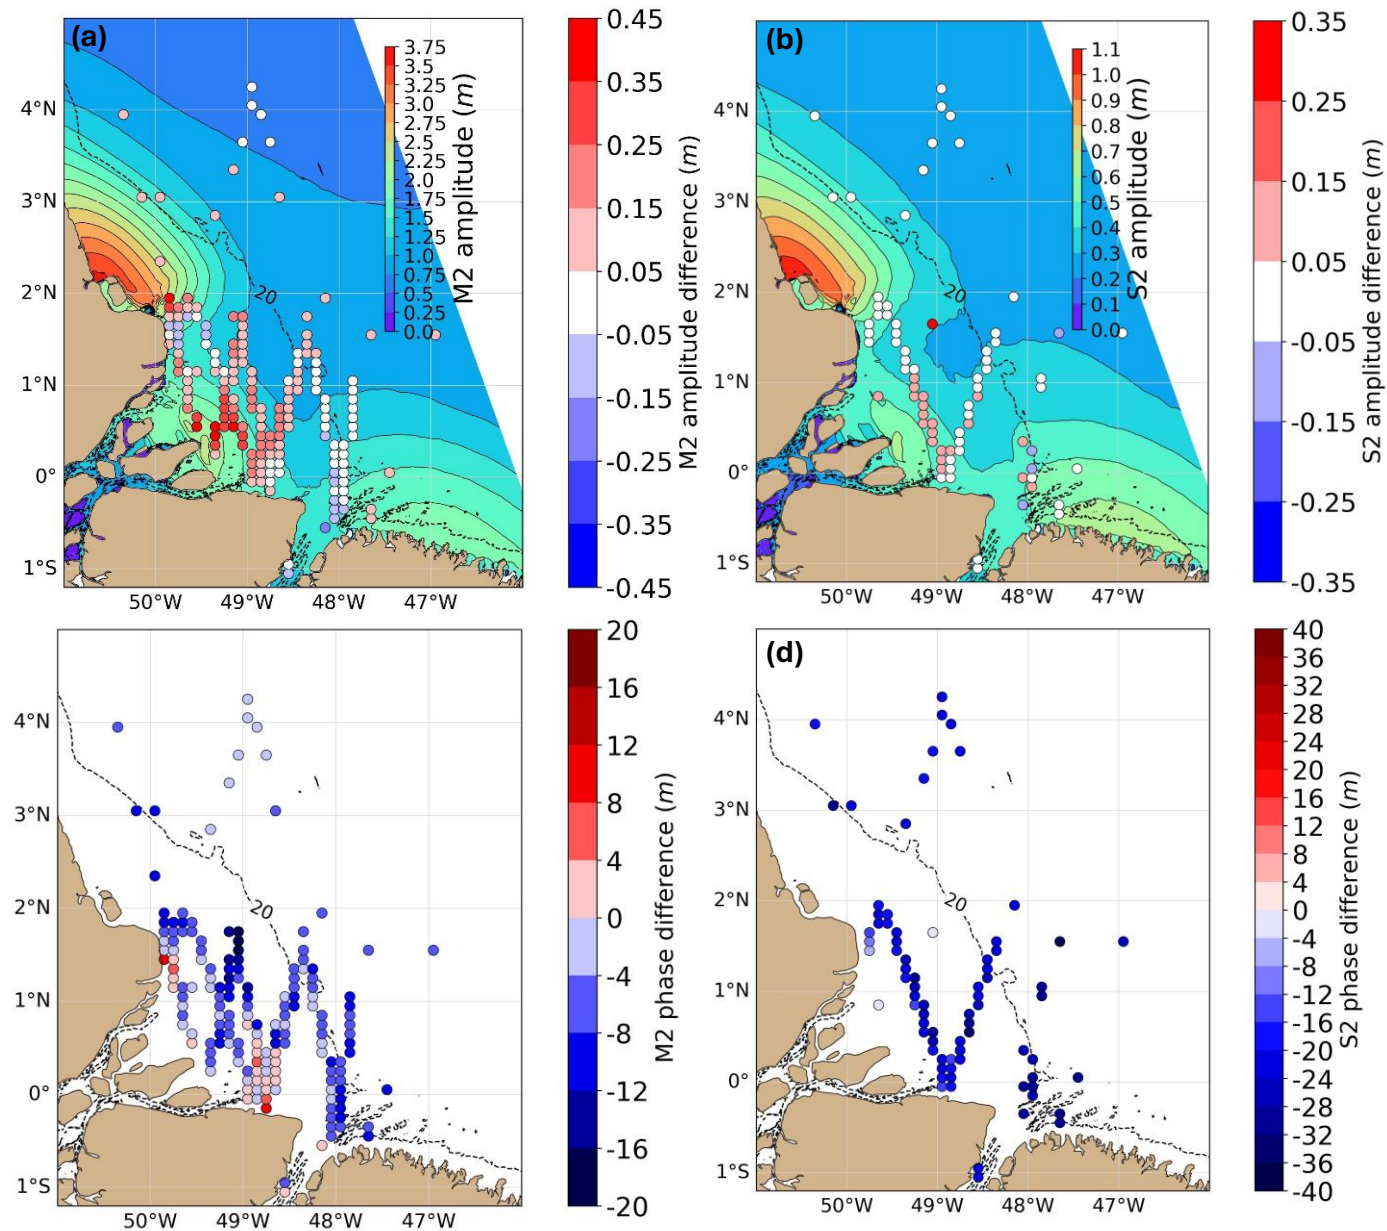 (a)
4°N
3°N
2°N
1°N
0°
1°S
50°W
49°W
48°W
47°W
20
3.75
3.5
3.25
3.0
2.75
2.5
2.25
2.0
1.75
1.5
1.25
1.0
0.75
0.5
0.25
0.0
M2 amplitude (m)
0.45
0.35
0.25
0.15
0.05
-0.05
-0.15
-0.25
-0.35
-0.45
M2 amplitude difference (m)
(b)
4°N
3°N
2°N
1°N
0°
1°S
50°W
49°W
48°W
47°W
20
1.1
1.0
0.9
0.8
0.7
0.6
0.5
0.4
0.3
0.2
0.1
0.0
S2 amplitude (m)
0.35
0.25
0.15
0.05
-0.05
-0.15
-0.25
-0.35
S2 amplitude difference (m)
4°N
3°N
2°N
1°N
0°
1°S
50°W
49°W
48°W
47°W
20
20
16
12
8
4
0
-4
-8
-12
-16
-20
M2 phase difference (m)
(d)
4°N
3°N
2°N
1°N
0°
1°S
50°W
49°W
48°W
47°W
20
40
36
32
28
24
20
16
12
8
4
0
-4
-8
-12
-16
-20
-24
-28
-32
-36
-40
S2 phase difference (m)